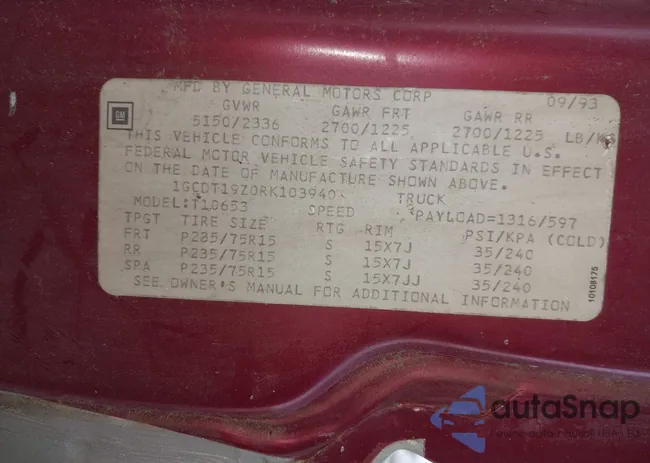 MFD BY GENERAL MOTORS CORP 09/93
GM
GVWR GAWR FRT GAWR RR
5150/2336 2700/1225 2700/1225 LB/KG
THIS VEHICLE CONFORMS TO ALL APPLICABLE U.S.
FEDERAL MOTOR VEHICLE SAFETY STANDARDS IN EFFECT
ON THE DATE OF MANUFACTURE SHOWN ABOVE.
1GCDT19Z0RK103940 TRUCK
MODEL:T10653 SPEED PAYLOAD=1316/597
TPGT TIRE SIZE RTG RIM PSI/KPA (COLD)
FRT P235/75R15 S 15X7J 35/240
RR P235/75R15 S 15X7J 35/240
SPA P235/75R15 S 15X7JJ 35/240
SEE OWNER'S MANUAL FOR ADDITIONAL INFORMATION
10108175
autaSnap